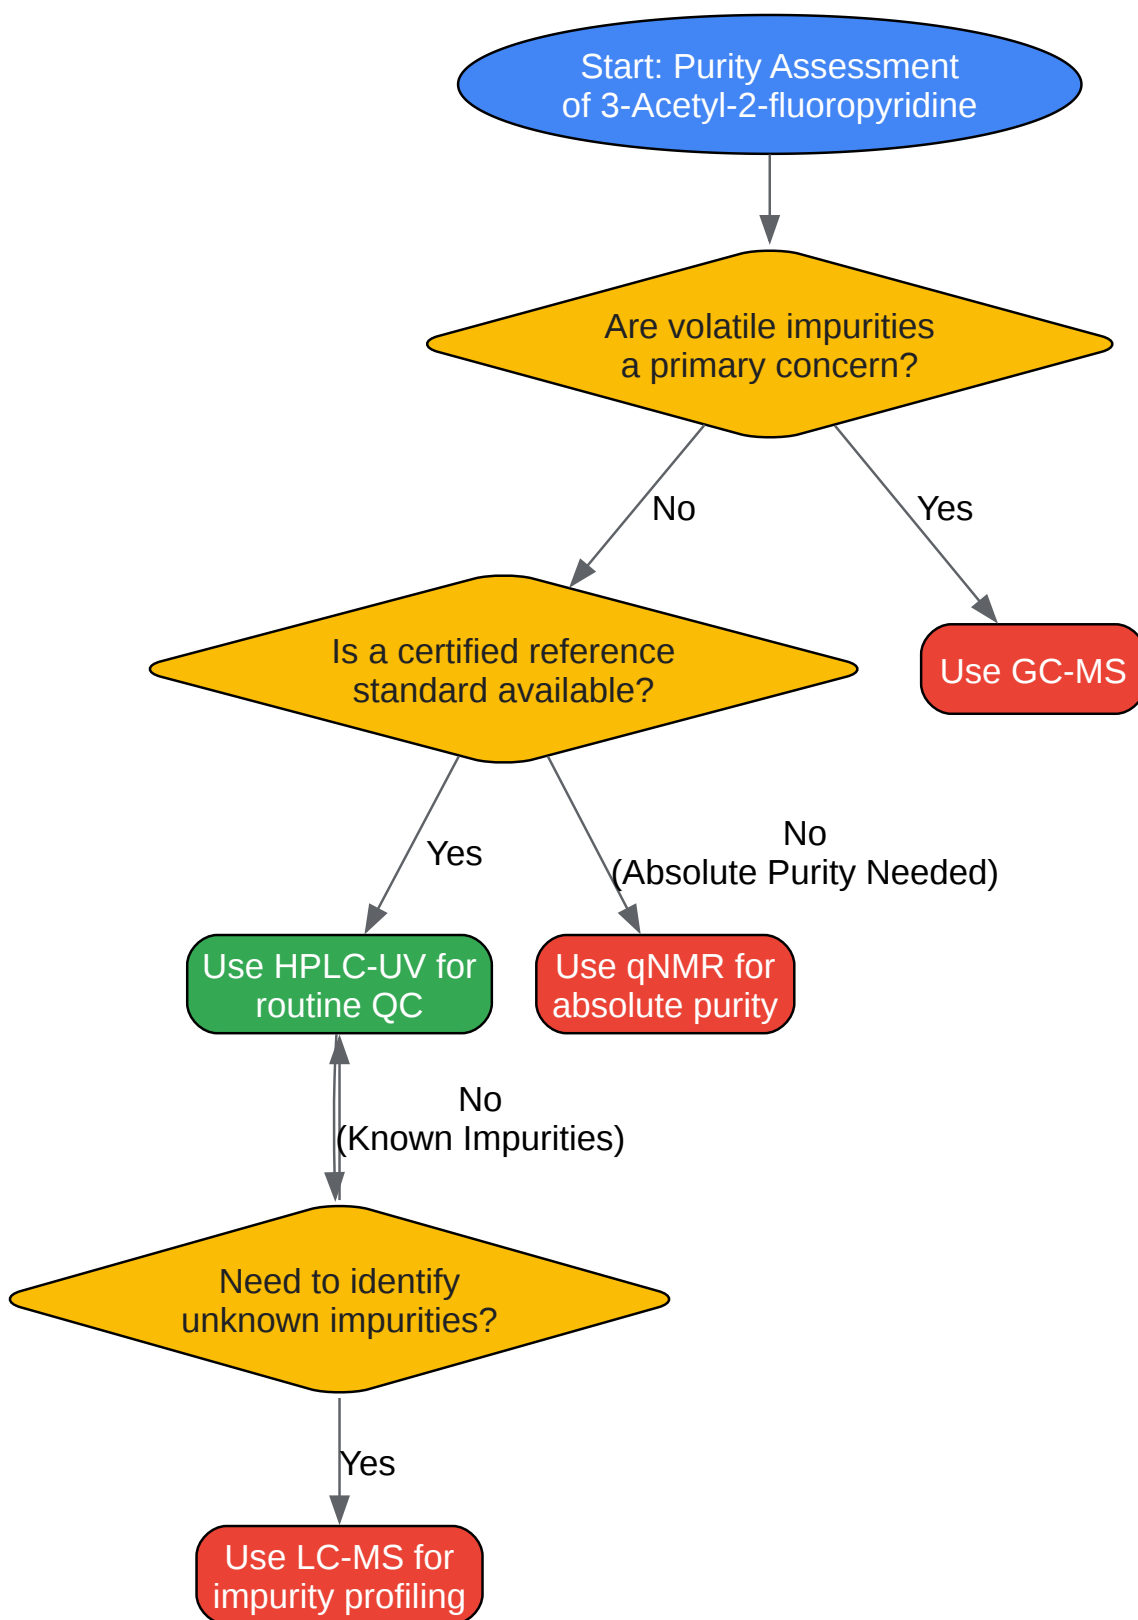 Start: Purity Assessment
of 3-Acetyl-2-fluoropyridine
Are volatile impurities
a primary concern?
No
Yes
Is a certified reference
standard available?
Use GC-MS
Yes
No
(Absolute Purity Needed)
Use HPLC-UV for
routine QC
Use qNMR for
absolute purity
No
(Known Impurities)
Need to identify
unknown impurities?
Yes
Use LC-MS for
impurity profiling